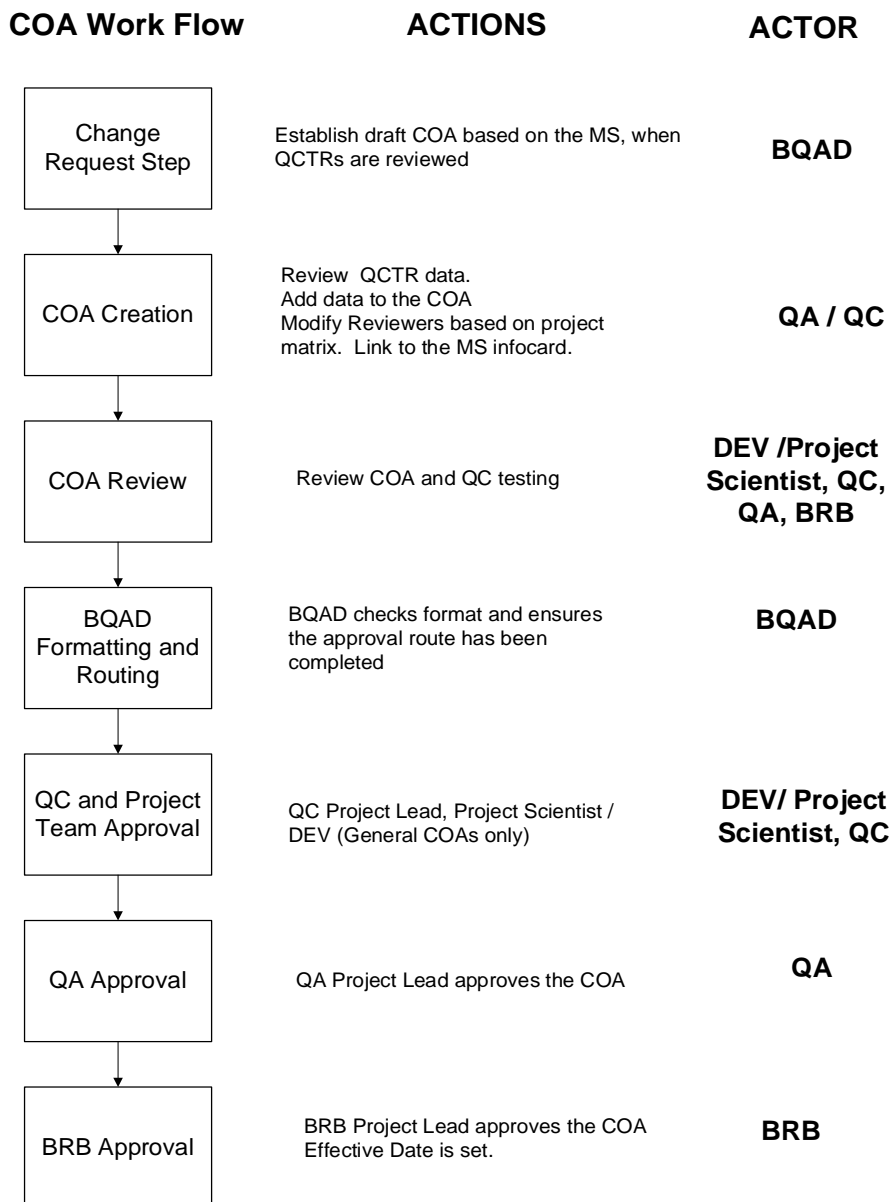 COA Work Flow
ACTIONS
ACTOR
Change
Request Step
Establish draft COA based on the MS, when
QCTRs are reviewed
BQAD
COA Creation
Review QCTR data.
Add data to the COA
Modify Reviewers based on project
matrix. Link to the MS infocard.
QA / QC
COA Review
Review COA and QC testing
DEV /Project
Scientist, QC,
QA, BRB
BQAD
Formatting and
Routing
BQAD checks format and ensures
the approval route has been
completed
BQAD
QC and Project
Team Approval
QC Project Lead, Project Scientist /
DEV (General COAs only)
DEV/ Project
Scientist, QC
QA Approval
QA Project Lead approves the COA
QA
BRB Approval
BRB Project Lead approves the COA
Effective Date is set.
BRB